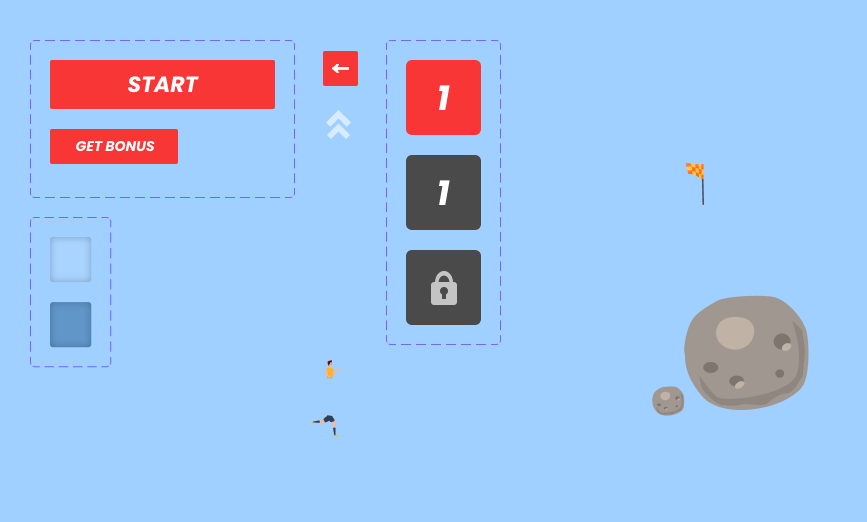 START
GET BONUS
1
1